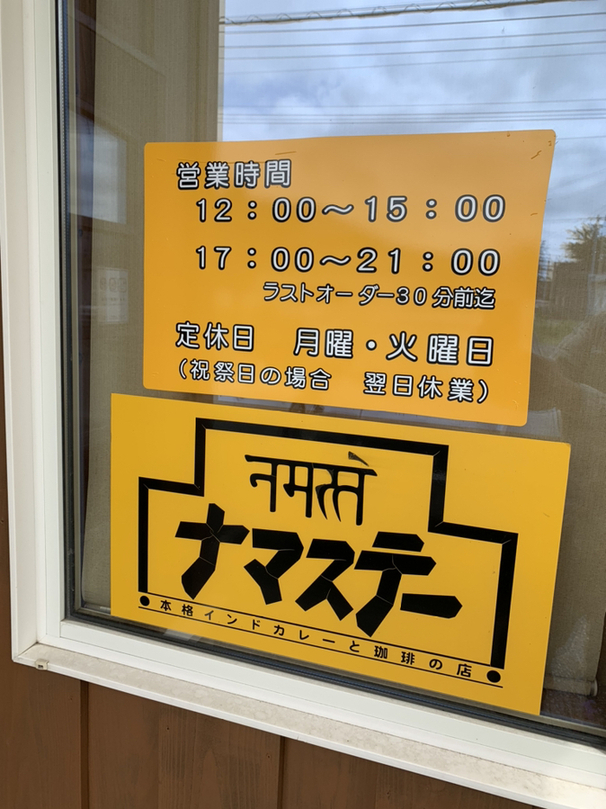 営業時間
12：00～15：00
17：00～21：00
ラストオーダー30分前迄
定休日　月曜・火曜日
（祝祭日の場合　翌日休業）
नमस्ते
ナマステー
本格インドカレーと珈琲の店